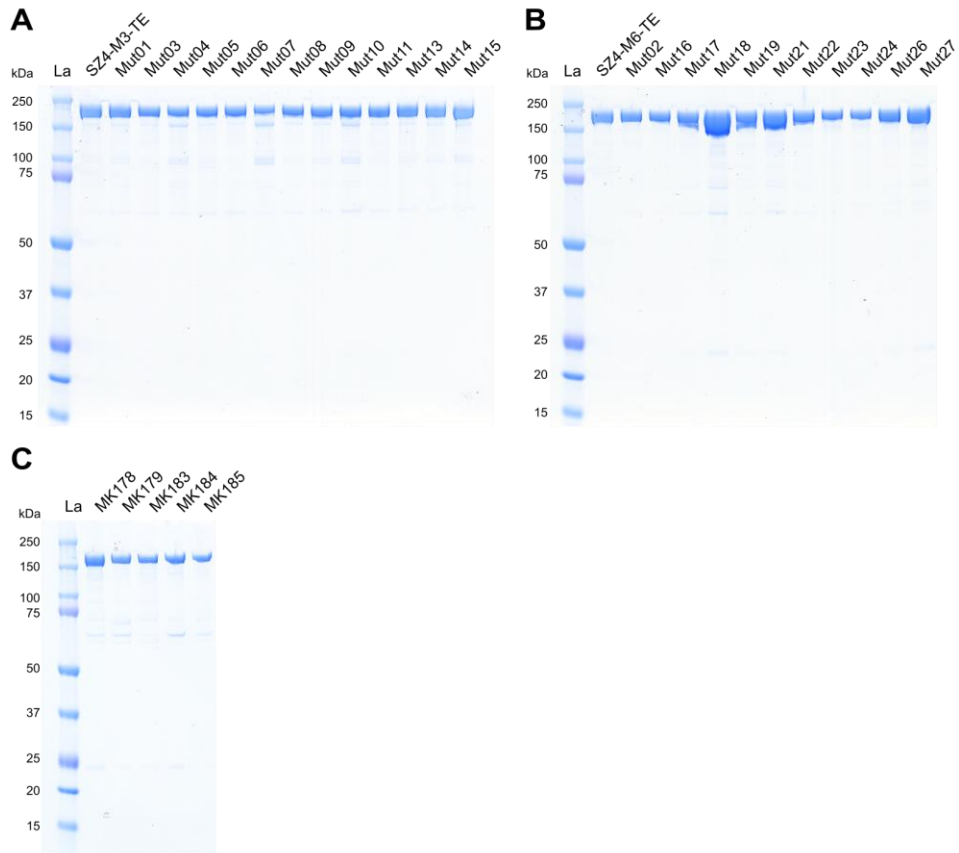 A
kDa
La
SZ4-M3-TE
Mut01
Mut03
Mut04
Mut05
Mut06
Mut07
Mut08
Mut09
Mut10
Mut11
Mut13
Mut14
Mut15
250
150
100
75
50
37
25
20
15
B
kDa
La
SZ4-M6-TE
Mut02
Mut16
Mut17
Mut18
Mut19
Mut21
Mut22
Mut23
Mut24
Mut26
Mut27
250
150
100
75
50
37
25
20
15
C
kDa
La
MK178
MK179
MK183
MK184
MK185
250
150
100
75
50
37
25
20
15